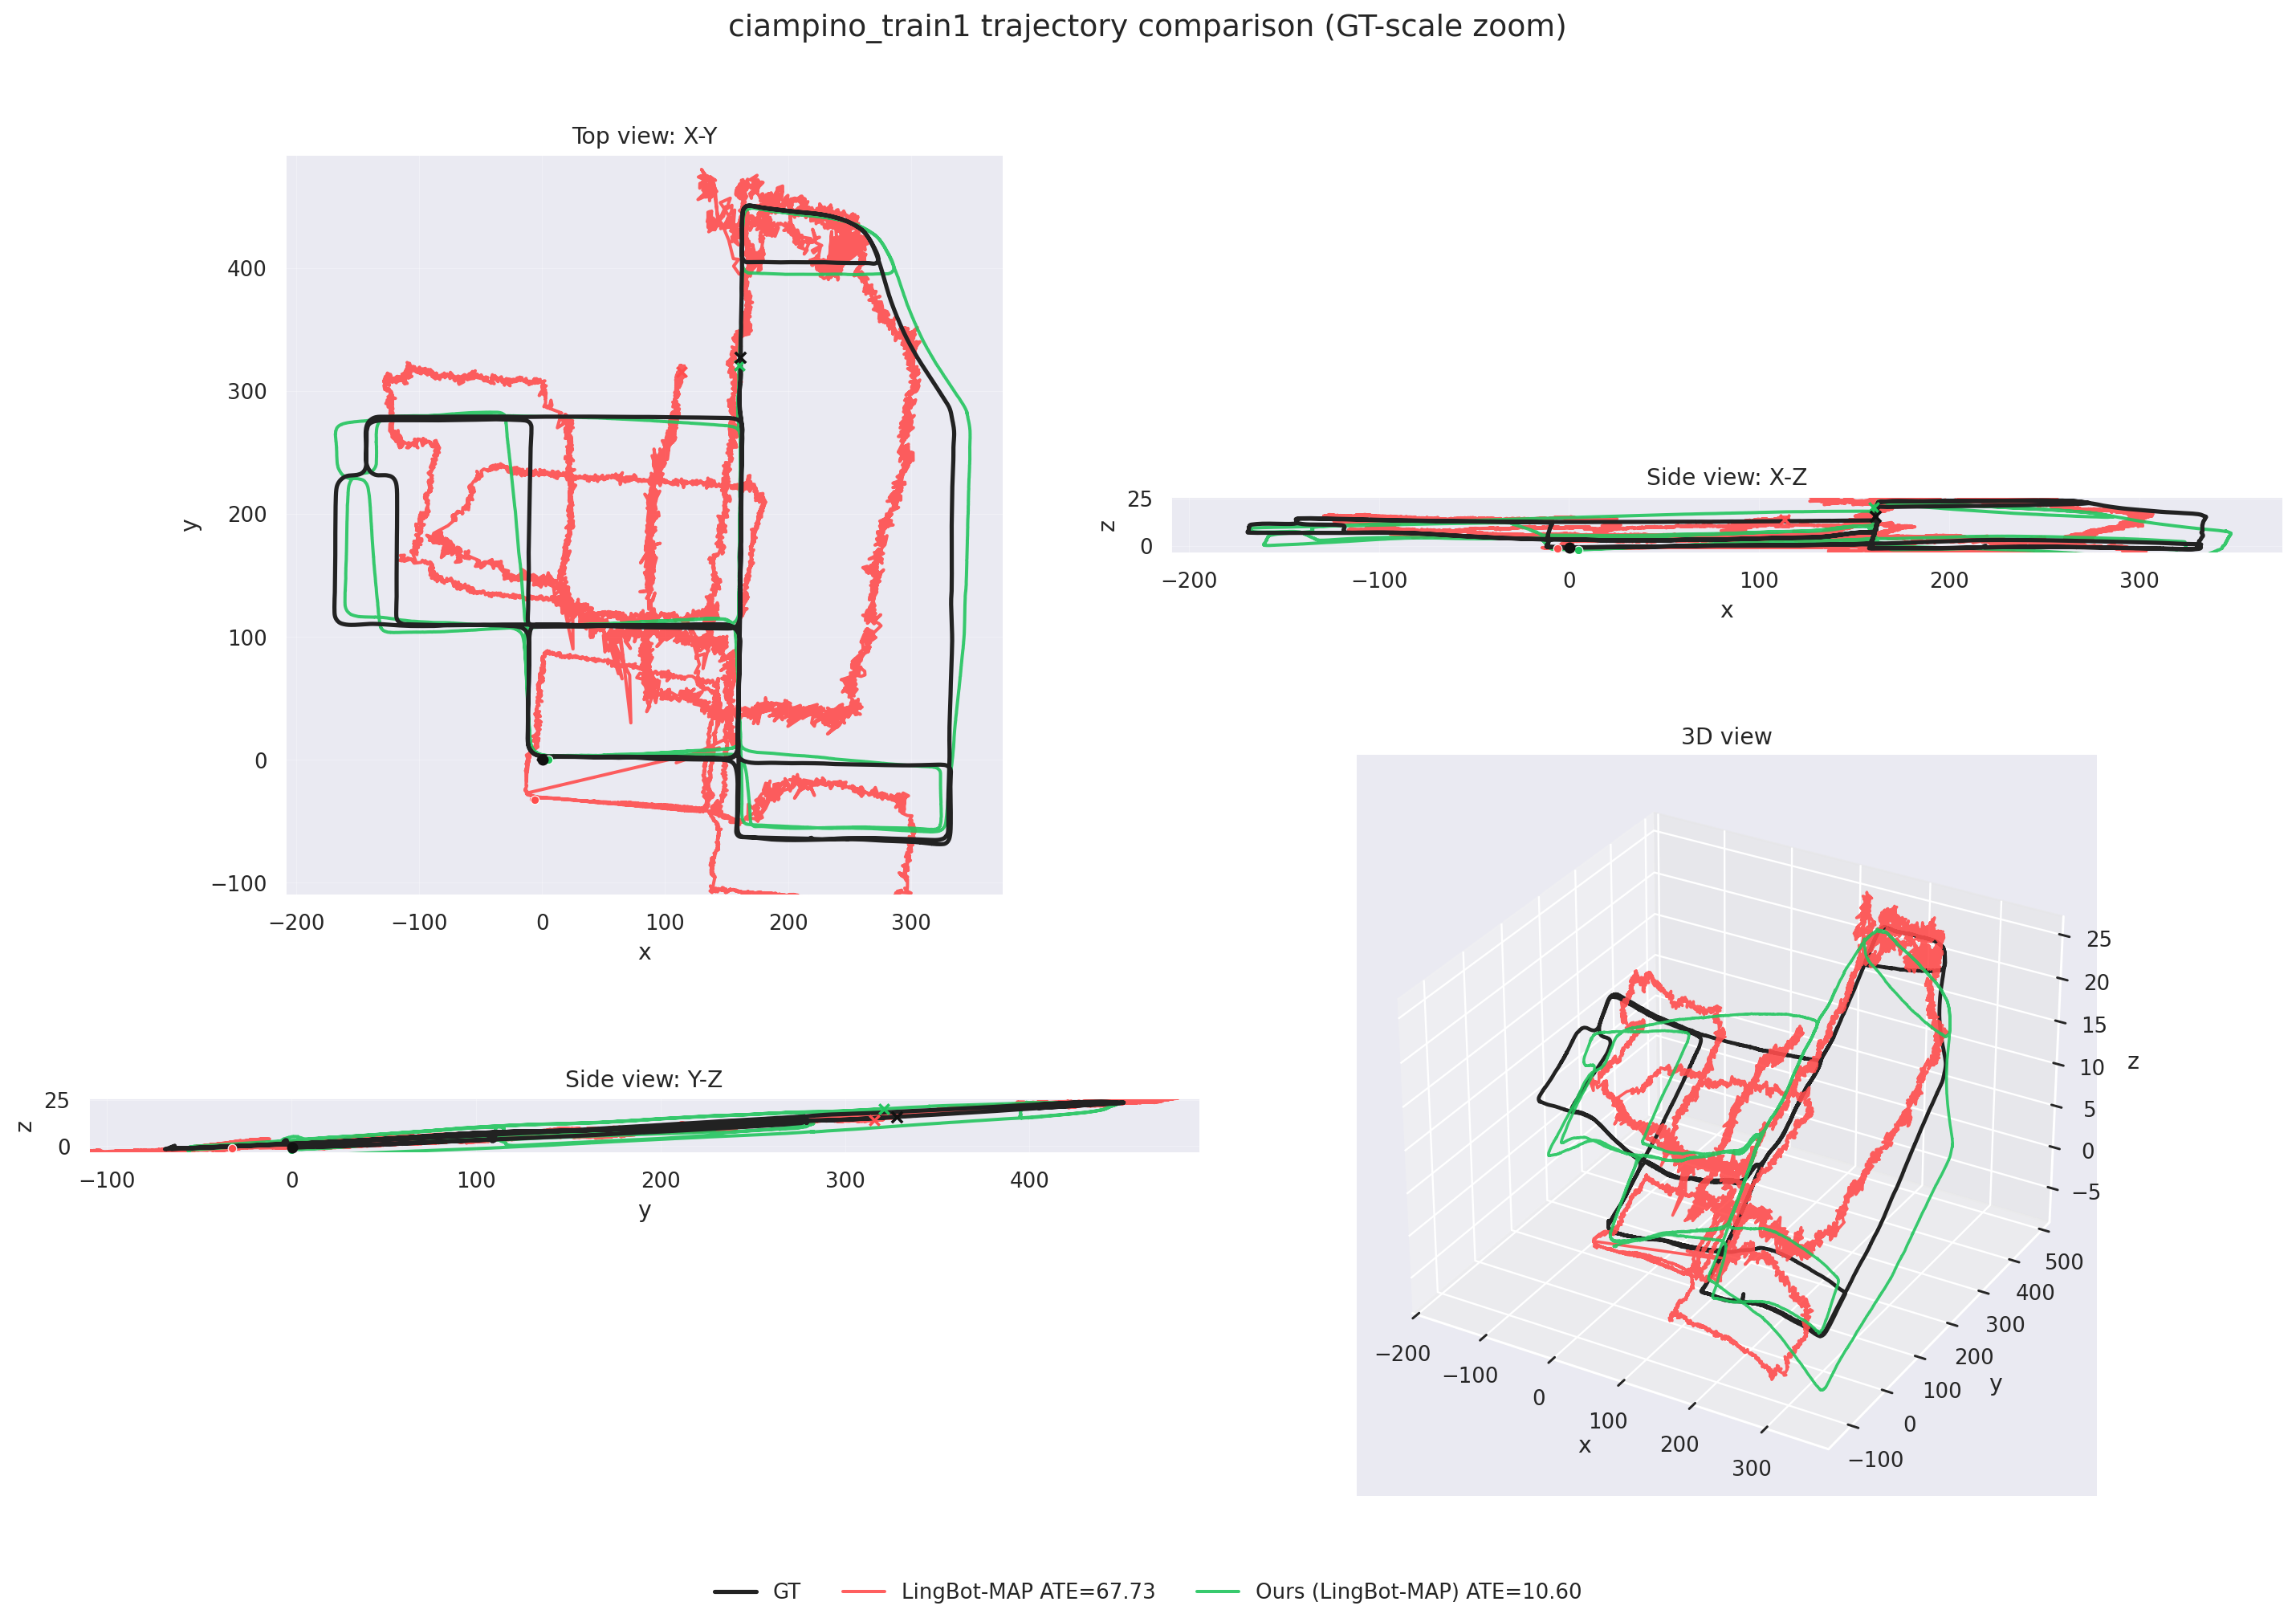 ciampino_train1 trajectory comparison (GT-scale zoom)
Top view: X-Y
400
300
200
100
0
−100
y
−200 −100 0 100 200 300
x
Side view: X-Z
25
0
z
−200 −100 0 100 200 300
x
Side view: Y-Z
25
0
z
−100 0 100 200 300 400
y
3D view
25
20
15
10
5
0
−5
z
500
400
300
200
100
0
−100
y
−200
−100
0
100
200
300
x
GT LingBot-MAP ATE=67.73 Ours (LingBot-MAP) ATE=10.60